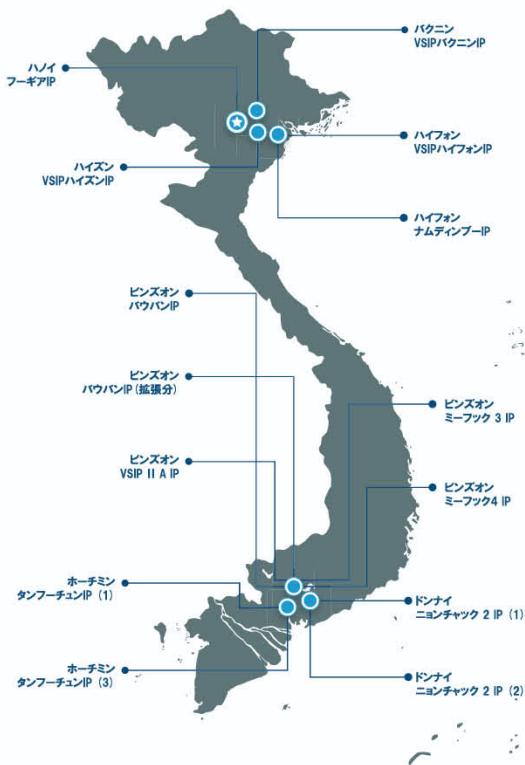 バクニン
VSIPバクニンIP
ハノイ
フーギアIP
ハイフォン
VSIPハイフォンIP
ハイズン
VSIPハイズンIP
ハイフォン
ナムディンブーIP
ビンズオン
バウバンIP
ビンズオン
バウバンIP（拡張分）
ビンズオン
ミーフック 3 IP
ビンズオン
VSIP II A IP
ビンズオン
ミーフック4 IP
ホーチミン
タンフーチュンIP（1）
ドンナイ
ニョンチャック 2 IP（1）
ホーチミン
タンフーチュンIP（3）
ドンナイ
ニョンチャック 2 IP（2）